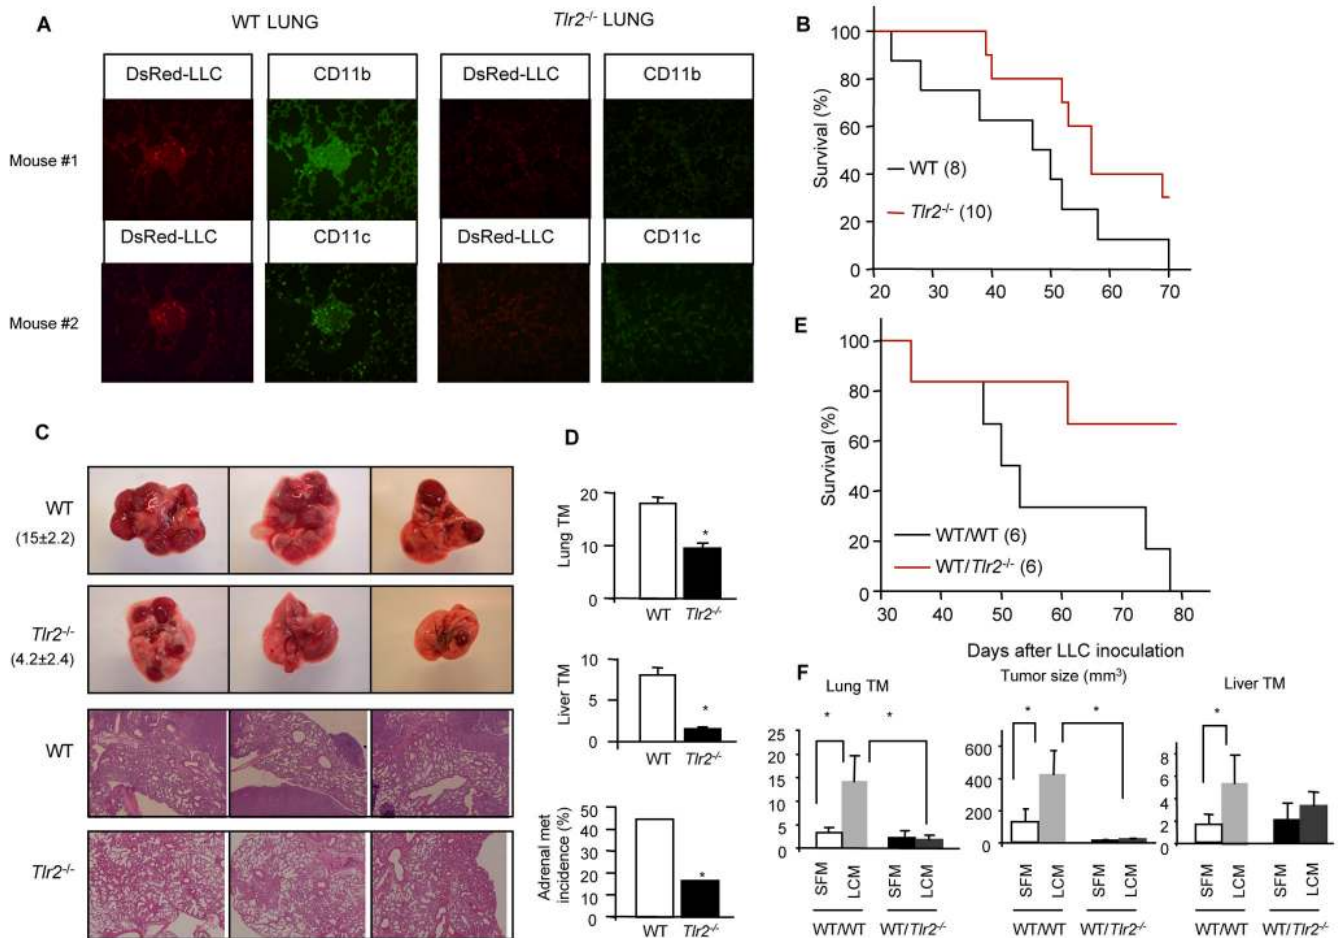 A
WT LUNG
Tlr2-/- LUNG
DsRed-LLC
CD11b
DsRed-LLC
CD11b
Mouse #1
DsRed-LLC
CD11c
DsRed-LLC
CD11c
Mouse #2
B
Survival (%)
100
80
60
40
20
0
WT (8)
Tlr2-/- (10)
20 30 40 50 60 70
E
Survival (%)
100
80
60
40
20
0
WT/WT (6)
WT/Tlr2-/- (6)
30 40 50 60 70 80
Days after LLC inoculation
C
WT
(15±2.2)
Tlr2-/-
(4.2±2.4)
WT
Tlr2-/-
D
Lung TM
20
10
0
*
WT Tlr2-/-
Liver TM
10
5
0
*
WT Tlr2-/-
Adrenal met
incidence (%)
50
40
30
20
10
0
*
WT Tlr2-/-
F
Lung TM
* *
25
20
15
10
5
0
SFM LCM SFM LCM
WT/WT WT/Tlr2-/-
Tumor size (mm3)
* *
600
400
200
0
SFM LCM SFM LCM
WT/WT WT/Tlr2-/-
Liver TM
*
8
6
4
2
0
SFM LCM SFM LCM
WT/WT WT/Tlr2-/-